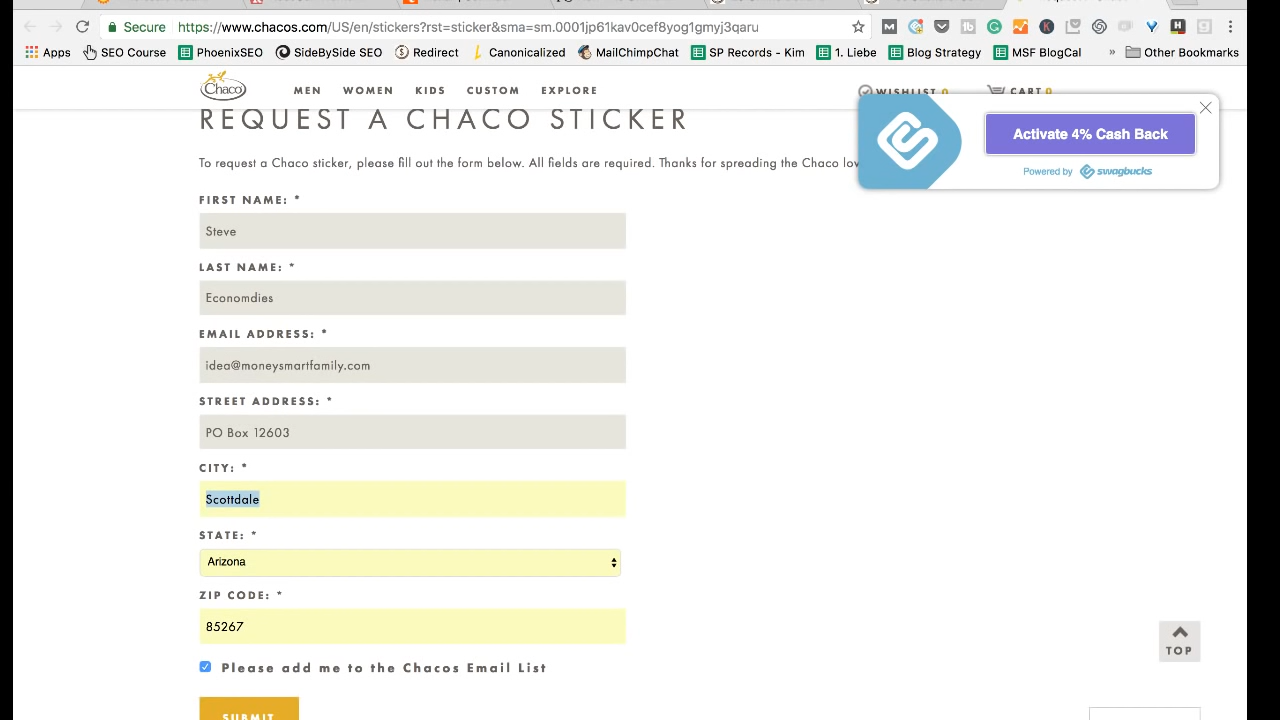 Secure
https://www.chacos.com/US/en/stickers?rst=sticker&sma=sm.0001jp61kav0cef8yog1gmyj3qaru
Apps SEO Course PhoenixSEO SideBySide SEO Redirect Canonicalized MailChimpChat SP Records - Kim 1. Liebe Blog Strategy MSF BlogCal » Other Bookmarks
Chaco MEN WOMEN KIDS CUSTOM EXPLORE WISHLIST 0 CART 0
REQUEST A CHACO STICKER
Activate 4% Cash Back
Powered by swagbucks
To request a Chaco sticker, please fill out the form below. All fields are required. Thanks for spreading the Chaco lov
FIRST NAME: *
Steve
LAST NAME: *
Economdies
EMAIL ADDRESS: *
idea@moneysmartfamily.com
STREET ADDRESS: *
PO Box 12603
CITY: *
Scottdale
STATE: *
Arizona
ZIP CODE: *
85267
Please add me to the Chacos Email List
TOP
SUBMIT